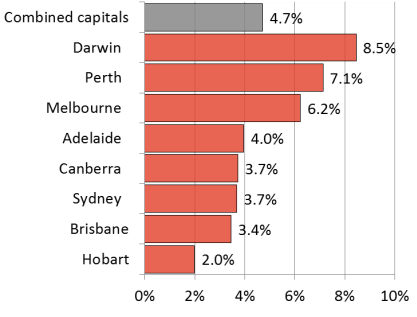 Combined capitals 4.7%
Darwin 8.5%
Perth 7.1%
Melbourne 6.2%
Adelaide 4.0%
Canberra 3.7%
Sydney 3.7%
Brisbane 3.4%
Hobart 2.0%
0% 2% 4% 6% 8% 10%